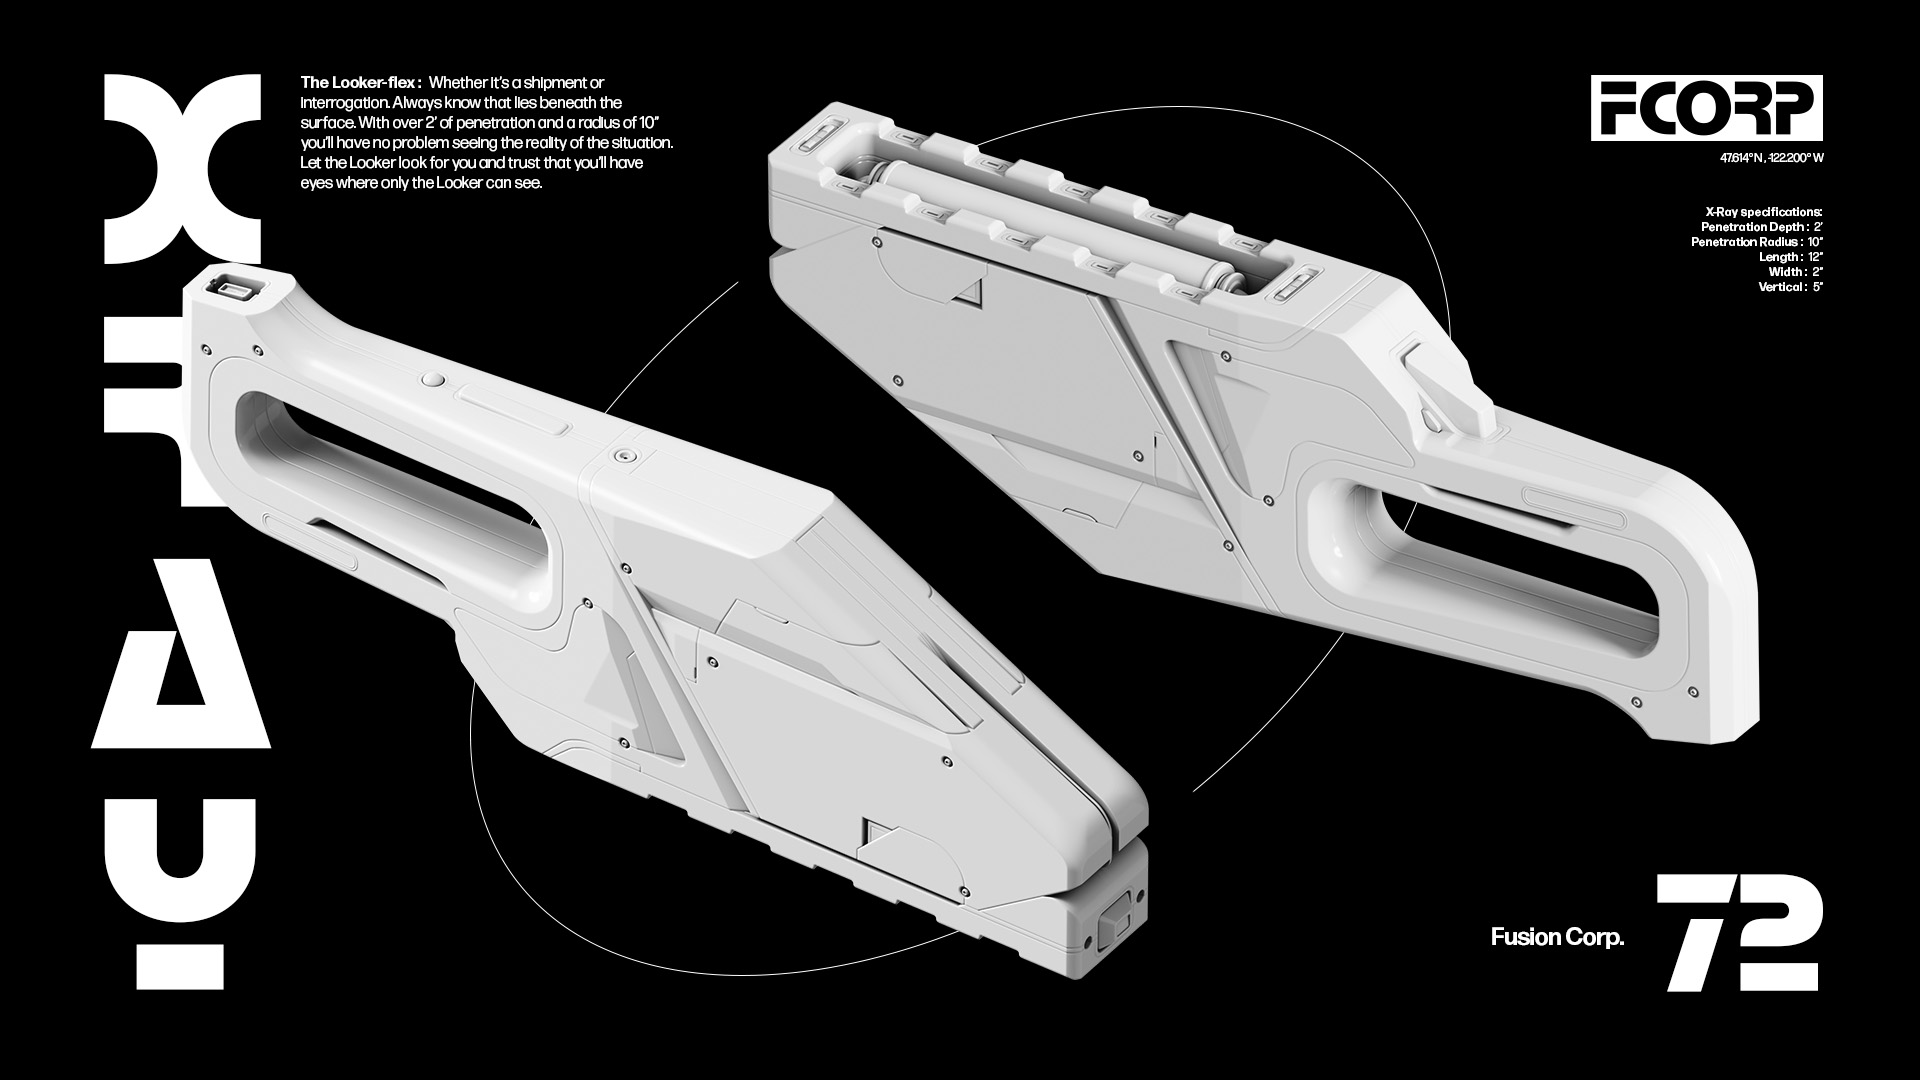 X
R
A
Y
The Looker-flex : Whether it's a shipment or
interrogation. Always know that lies beneath the
surface. With over 2' of penetration and a radius of 10"
you'll have no problem seeing the reality of the situation.
Let the Looker look for you and trust that you'll have
eyes where only the Looker can see.
FCORP
47.614° N , -122.200° W
X-Ray specifications:
Penetration Depth : 2'
Penetration Radius : 10"
Length : 12"
Width : 2"
Vertical : 5"
Fusion Corp.
72